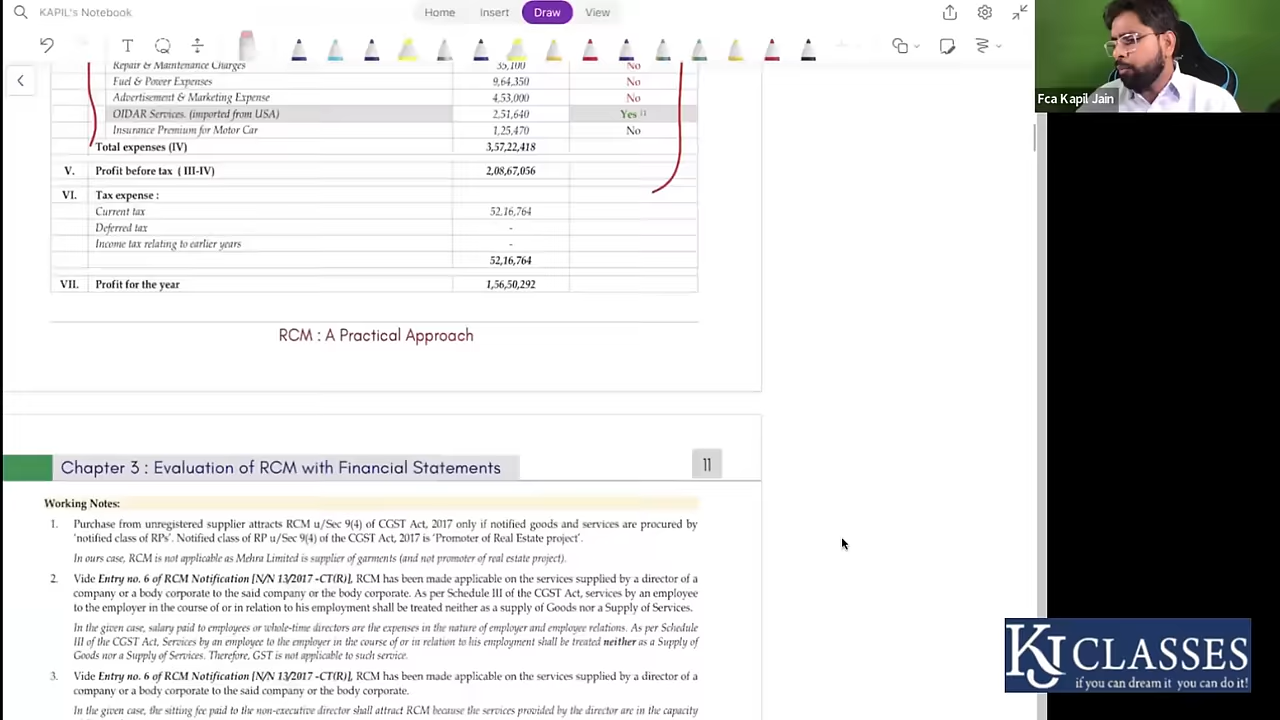 KAPIL's Notebook
Home Insert Draw View
Repair & Maintenance Charges 35,100 No
Fuel & Power Expenses 9,64,350 No
Advertisement & Marketing Expense 4,53,000 No
OIDAR Services. (imported from USA) 2,51,640 Yes 11
Insurance Premium for Motor Car 1,25,470 No
Total expenses (IV) 3,57,22,418
V. Profit before tax ( III-IV) 2,08,67,056
VI. Tax expense :
Current tax 52,16,764
Deferred tax -
Income tax relating to earlier years -
52,16,764
VII. Profit for the year 1,56,50,292
RCM : A Practical Approach
Chapter 3 : Evaluation of RCM with Financial Statements 11
Working Notes:
1. Purchase from unregistered supplier attracts RCM u/Sec 9(4) of CGST Act, 2017 only if notified goods and services are procured by
'notified class of RPs'. Notified class of RP u/Sec 9(4) of the CGST Act, 2017 is 'Promoter of Real Estate project'.
In ours case, RCM is not applicable as Mehra Limited is supplier of garments (and not promoter of real estate project).
2. Vide Entry no. 6 of RCM Notification [N/N 13/2017 -CT(R)], RCM has been made applicable on the services supplied by a director of a
company or a body corporate to the said company or the body corporate. As per Schedule III of the CGST Act, services by an employee
to the employer in the course of or in relation to his employment shall be treated neither as a supply of Goods nor a Supply of Services.
In the given case, salary paid to employees or whole-time directors are the expenses in the nature of employer and employee relations. As per Schedule
III of the CGST Act, Services by an employee to the employer in the course of or in relation to his employment shall be treated neither as a Supply of
Goods nor a Supply of Services. Therefore, GST is not applicable to such service.
3. Vide Entry no. 6 of RCM Notification [N/N 13/2017 -CT(R)], RCM has been made applicable on the services supplied by a director of a
company or a body corporate to the said company or the body corporate.
In the given case, the sitting fee paid to the non-executive director shall attract RCM because the services provided by the director are in the capacity
Fca Kapil Jain
KJ CLASSES
if you can dream it you can do it!